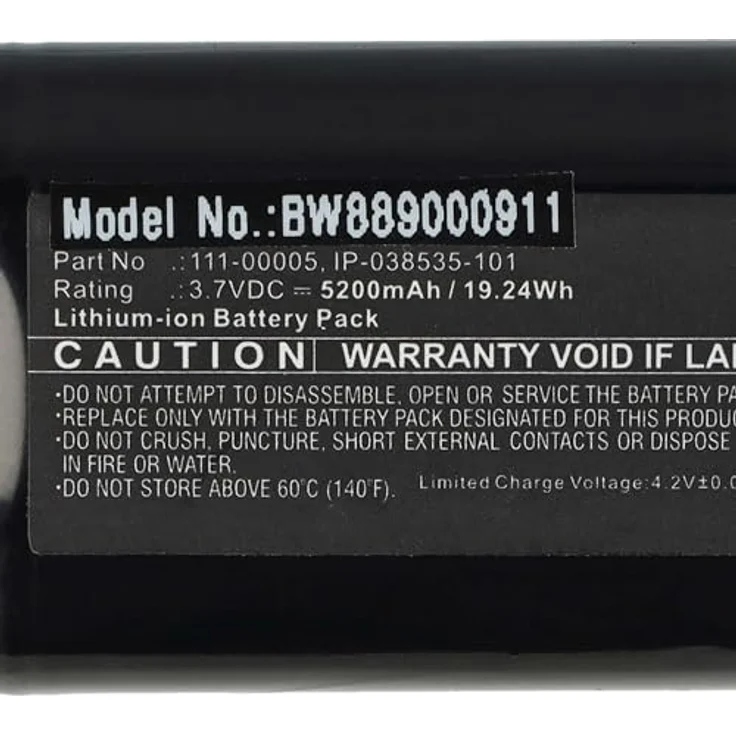 Model No.:BW889000911
Part No .:111-00005, IP-038535-101
Rating .:3.7VDC ⎓ 5200mAh / 19.24Wh
Lithium-ion Battery Pack
CAUTION WARRANTY VOID IF
•DO NOT ATTEMPT TO DISASSEMBLE, OPEN OR SERVICE THE BATTERY
•REPLACE ONLY WITH THE BATTERY PACK DESIGNATED FOR THIS
•DO NOT CRUSH, PUNCTURE, SHORT EXTERNAL CONTACTS OR DISPOSE
IN FIRE OR WATER.
•DO NOT STORE ABOVE 60°C (140°F). Limited Charge Voltage:4.2V±0.0